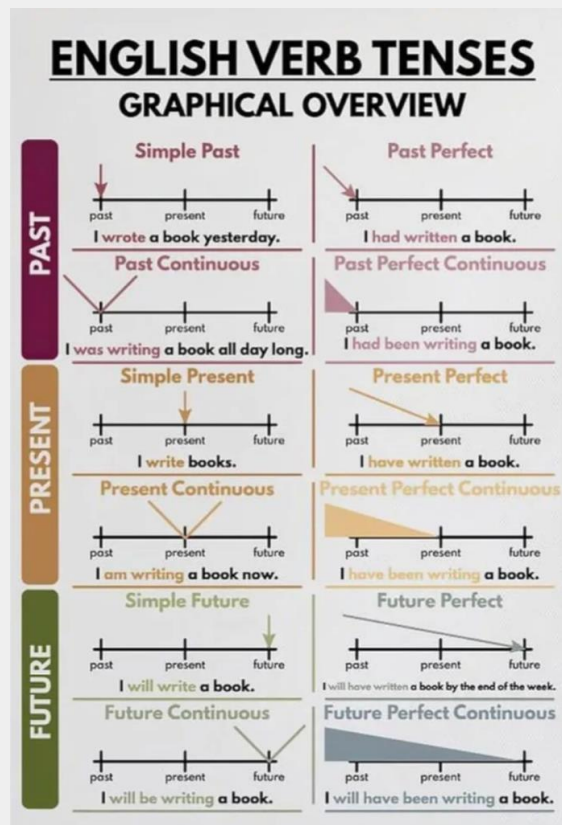 ENGLISH VERB TENSES
GRAPHICAL OVERVIEW
PAST
Simple Past
past present future
I wrote a book yesterday.
Past Perfect
past present future
I had written a book.
Past Continuous
past present future
I was writing a book all day long.
Past Perfect Continuous
past present future
I had been writing a book.
PRESENT
Simple Present
past present future
I write books.
Present Perfect
past present future
I have written a book.
Present Continuous
past present future
I am writing a book now.
Present Perfect Continuous
past present future
I have been writing a book.
FUTURE
Simple Future
past present future
I will write a book.
Future Perfect
past present future
I will have written a book by the end of the week.
Future Continuous
past present future
I will be writing a book.
Future Perfect Continuous
past present future
I will have been writing a book.